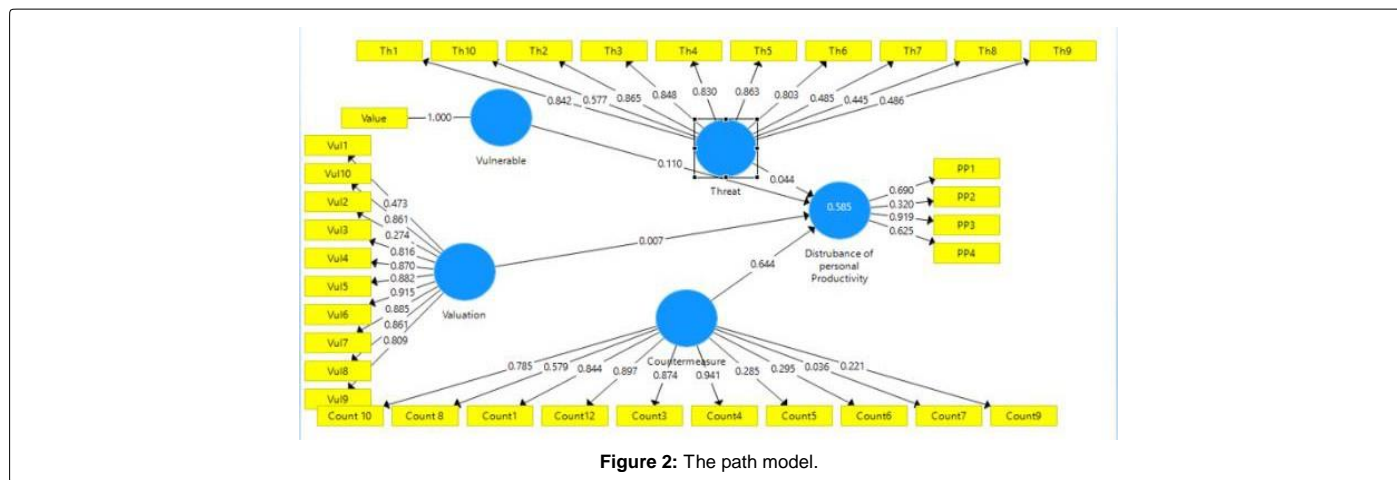 Th1 Th10 Th2 Th3 Th4 Th5 Th6 Th7 Th8 Th9
0.842 0.577 0.865 0.848 0.830 0.863 0.803 0.485 0.445 0.486
Value 1.000
Vulnerable
Vul1
Vul10
Vul2
Vul3
Vul4
Vul5
Vul6
Vul7
Vul8
Vul9
0.473
0.861
0.274
0.816
0.870
0.882
0.915
0.885
0.861
0.809
Valuation
0.110
Threat
0.044
0.007
0.644
0.585
Distrubance of
personal
Productivity
0.690
0.320
0.919
0.625
PP1
PP2
PP3
PP4
Countermeasure
0.785 0.579 0.844 0.897 0.874 0.941 0.285 0.295 0.036 0.221
Count 10 Count 8 Count1 Count12 Count3 Count4 Count5 Count6 Count7 Count9
Figure 2: The path model.